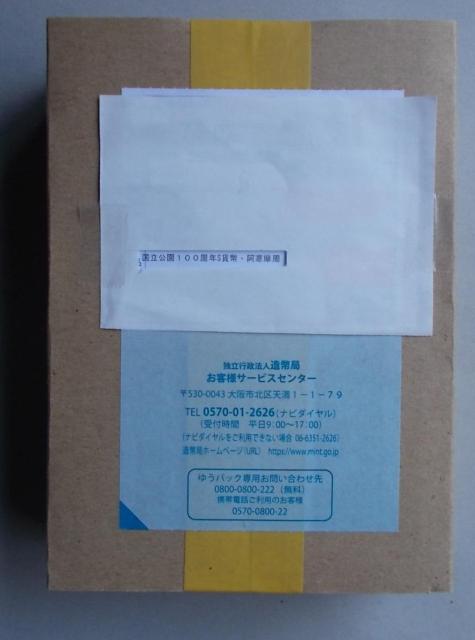 国立公園100周年S貨幣・阿寒摩周
独立行政法人造幣局
お客様サービスセンター
〒530-0043 大阪市北区天満1-1-79
TEL 0570-01-2626(ナビダイヤル)
(受付時間 平日9:00~17:00)
(ナビダイヤルをご利用できない場合 06-6351-2626)
造幣局ホームページ(URL) https://www.mint.go.jp
ゆうパック専用お問い合わせ先
0800-0800-222(無料)
携帯電話ご利用のお客様
0570-0800-22